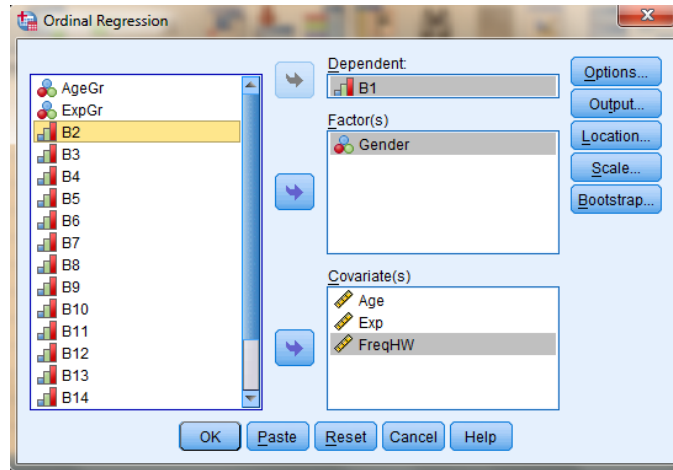 Ordinal Regression
x
AgeGr
ExpGr
B2
B3
B4
B5
B6
B7
B8
B9
B10
B11
B12
B13
B14
Dependent:
B1
Factor(s)
Gender
Covariate(s)
Age
Exp
FreqHW
Options...
Output...
Location...
Scale...
Bootstrap...
OK Paste Reset Cancel Help